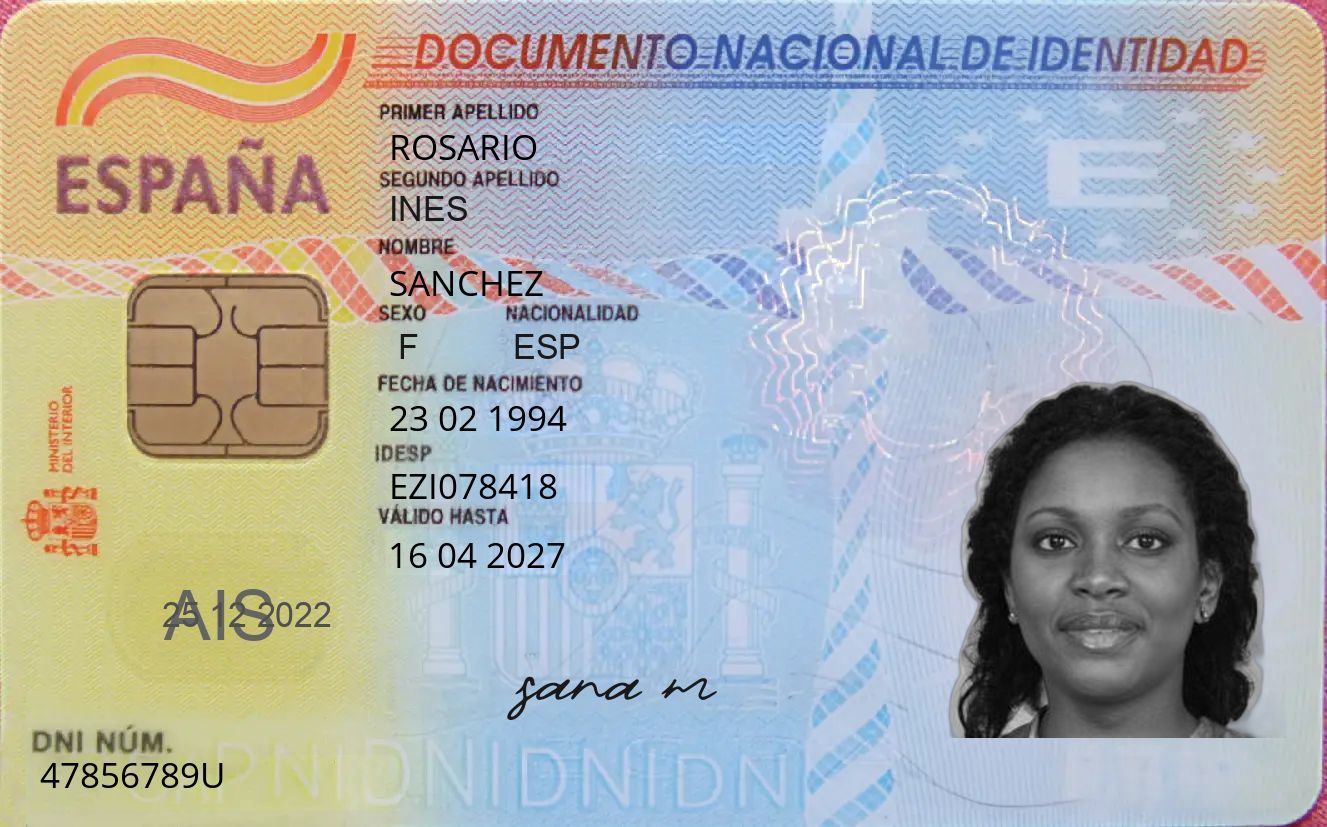 DOCUMENTO NACIONAL DE IDENTIDAD
ESPAÑA
PRIMER APELLIDO
ROSARIO
SEGUNDO APELLIDO
INES
NOMBRE
SANCHEZ
SEXO NACIONALIDAD
F ESP
FECHA DE NACIMIENTO
23 02 1994
IDESP
EZI078418
VÁLIDO HASTA
16 04 2027
MINISTERIO
DEL INTERIOR
E
AIS
25 12 2022
sana m
DNI NÚM.
47856789U
DNIDNIDNIDNI